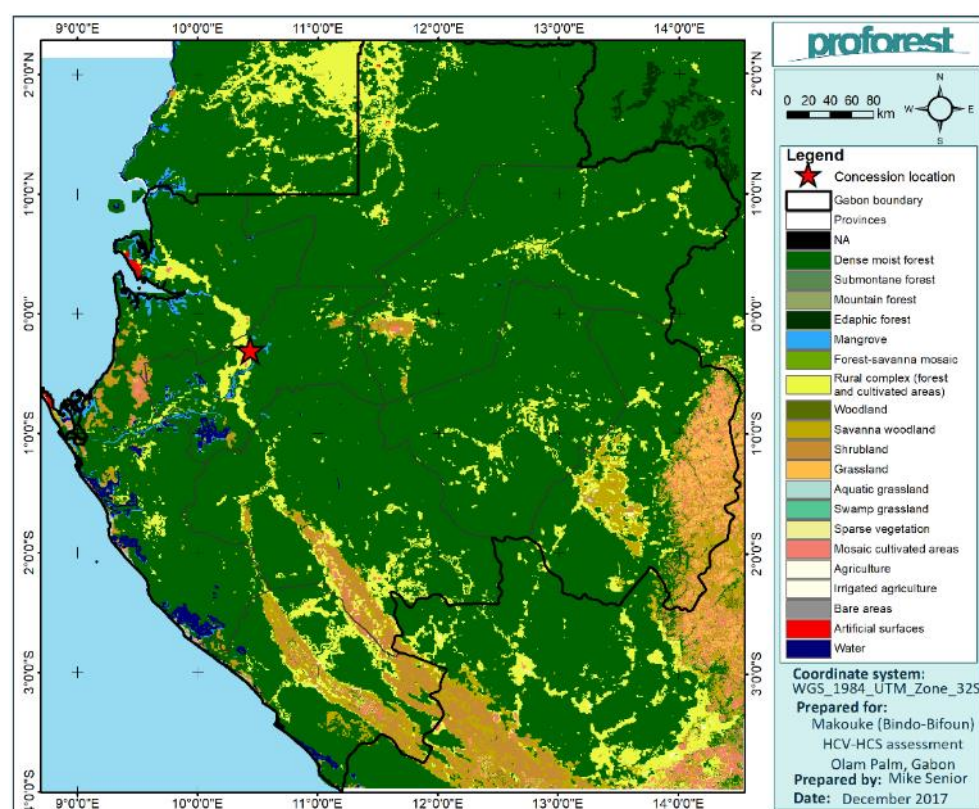 9°0'0"E 10°0'0"E 11°0'0"E 12°0'0"E 13°0'0"E 14°0'0"E
2°0'0"N
1°0'0"N
0°0'0"
1°0'0"S
2°0'0"S
3°0'0"S
4°0'0"S
2°0'0"N
1°0'0"N
0°0'0"
1°0'0"S
2°0'0"S
3°0'0"S
4°0'0"S
9°0'0"E 10°0'0"E 11°0'0"E 12°0'0"E 13°0'0"E 14°0'0"E
proforest
0 20 40 60 80
km
N
W E
S
Legend
Concession location
Gabon boundary
Provinces
NA
Dense moist forest
Submontane forest
Mountain forest
Edaphic forest
Mangrove
Forest-savanna mosaic
Rural complex (forest
and cultivated areas)
Woodland
Savanna woodland
Shrubland
Grassland
Aquatic grassland
Swamp grassland
Sparse vegetation
Mosaic cultivated areas
Agriculture
Irrigated agriculture
Bare areas
Artificial surfaces
Water
Coordinate system:
WGS_1984_UTM_Zone_32S
Prepared for:
Makouke (Bindo-Bifoun)
HCV-HCS assessment
Olam Palm, Gabon
Prepared by: Mike Senior
Date: December 2017